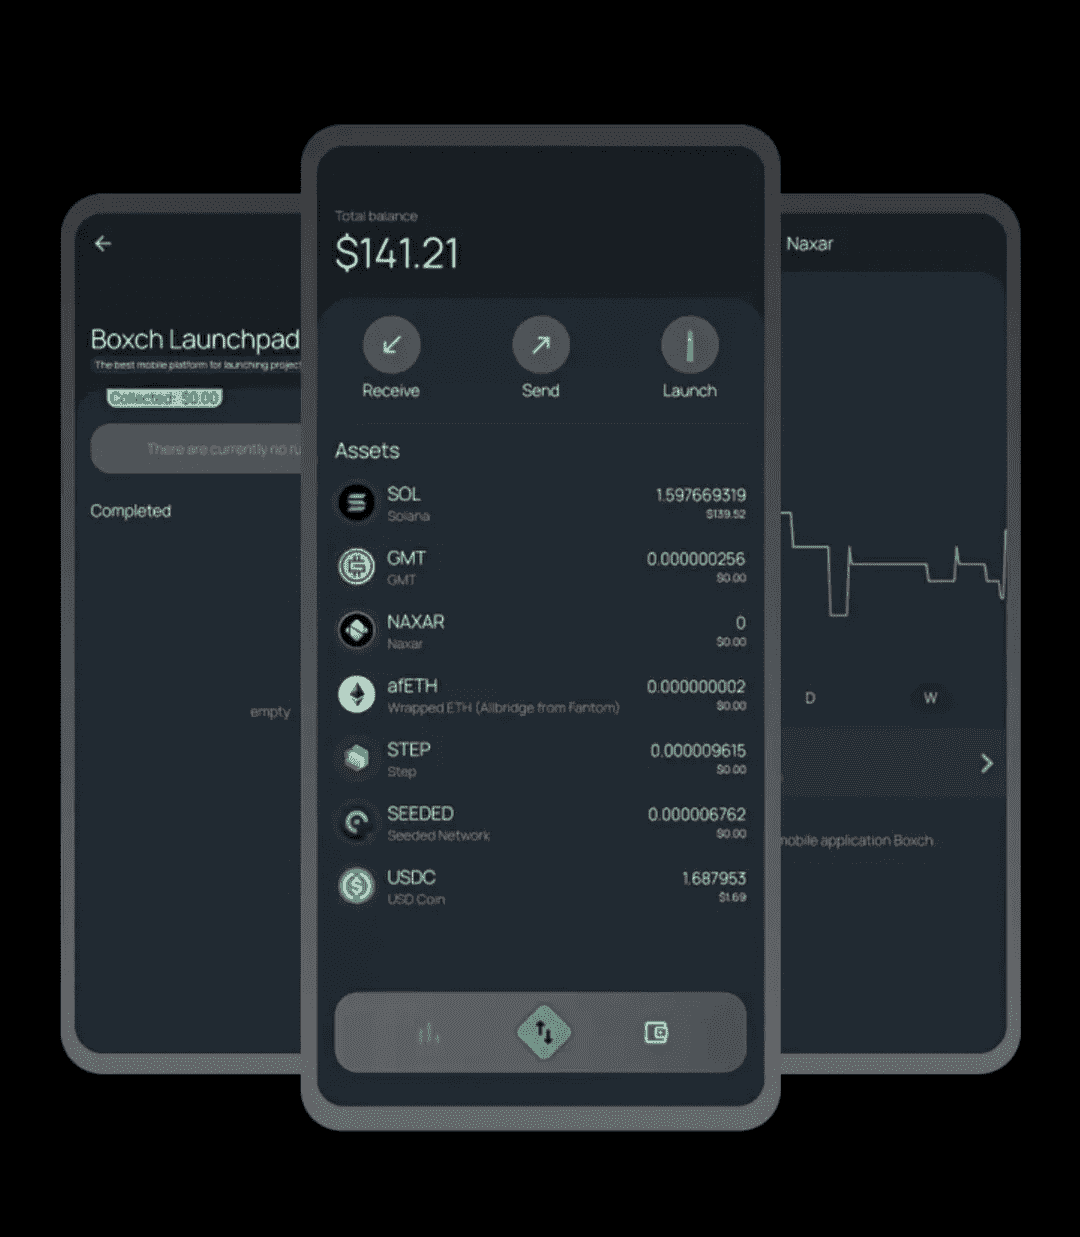 Boxch Launchpad
The best mobile platform for launching
Collected: $0.00
There are currently no
Completed
empty
Total balance
$141.21
Receive
Send
Launch
Assets
SOL
1.597669319
Solana
$139.52
GMT
0.000000256
GMT
$0.00
NAXAR
0
Naxar
$0.00
afETH
0.000000002
Wrapped ETH (Allbridge from Fantom)
$0.00
STEP
0.000009615
Step
$0.00
SEEDED
0.000006762
Seeded Network
$0.00
USDC
1.687953
USD Coin
$1.69
Naxar
D
W
mobile application Boxch